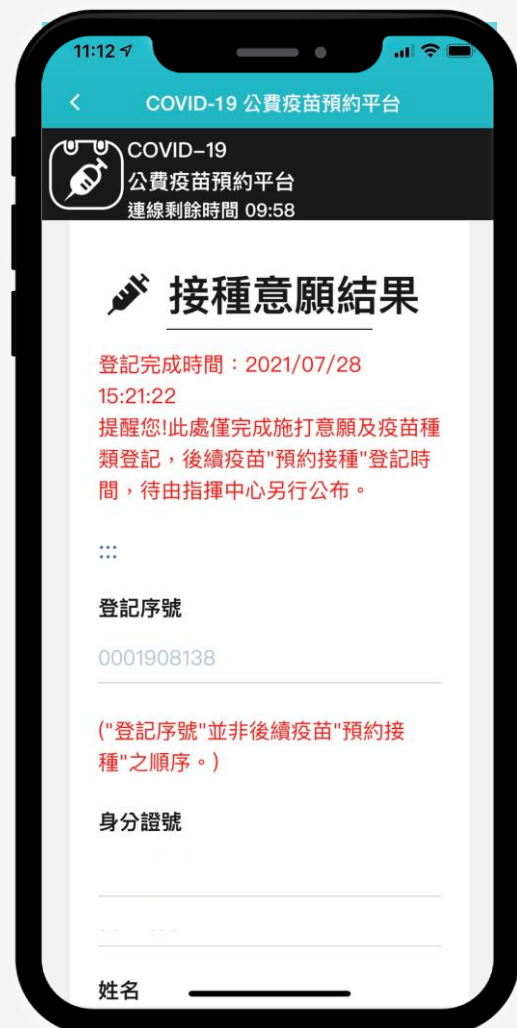 11:12
COVID-19 公費疫苗預約平台
COVID-19
公費疫苗預約平台
連線剩餘時間 09:58
接種意願結果
登記完成時間：2021/07/28
15:21:22
提醒您!此處僅完成施打意願及疫苗種
類登記，後續疫苗"預約接種"登記時
間，待由指揮中心另行公布。
:::
登記序號
0001908138
("登記序號"並非後續疫苗"預約接
種"之順序。)
身分證號
姓名